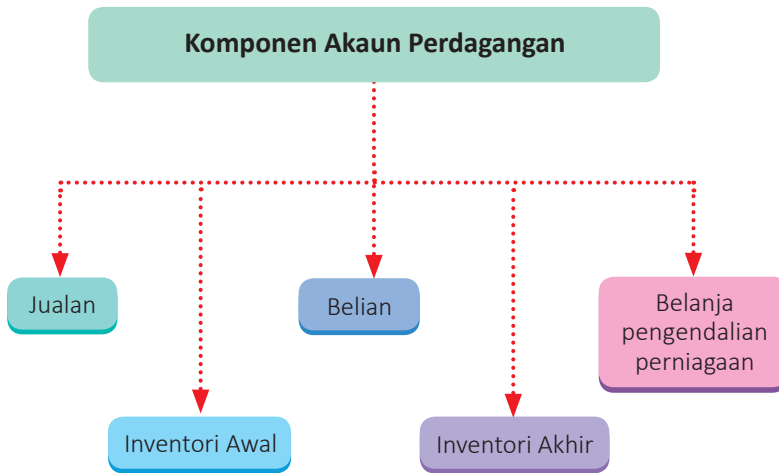 Komponen Akaun Perdagangan
Jualan
Belian
Belanja
pengendalian
perniagaan
Inventori Awal
Inventori Akhir